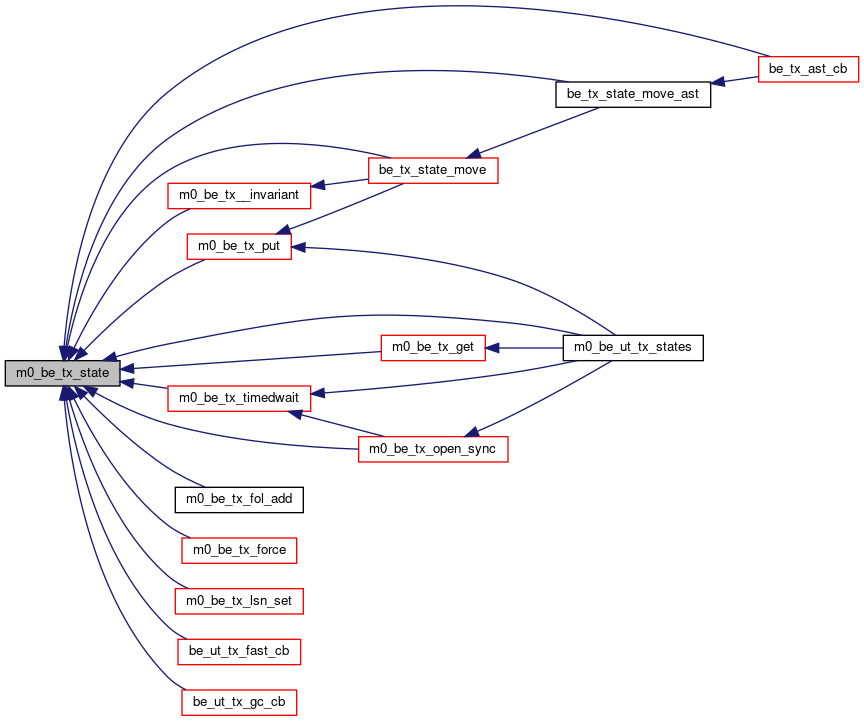 be_tx_ast_cb
be_tx_state_move_ast
be_tx_state_move
m0_be_tx__invariant
m0_be_tx_put
m0_be_tx_get
m0_be_ut_tx_states
m0_be_tx_state
m0_be_tx_timedwait
m0_be_tx_open_sync
m0_be_tx_fol_add
m0_be_tx_force
m0_be_tx_lsn_set
be_ut_tx_fast_cb
be_ut_tx_gc_cb